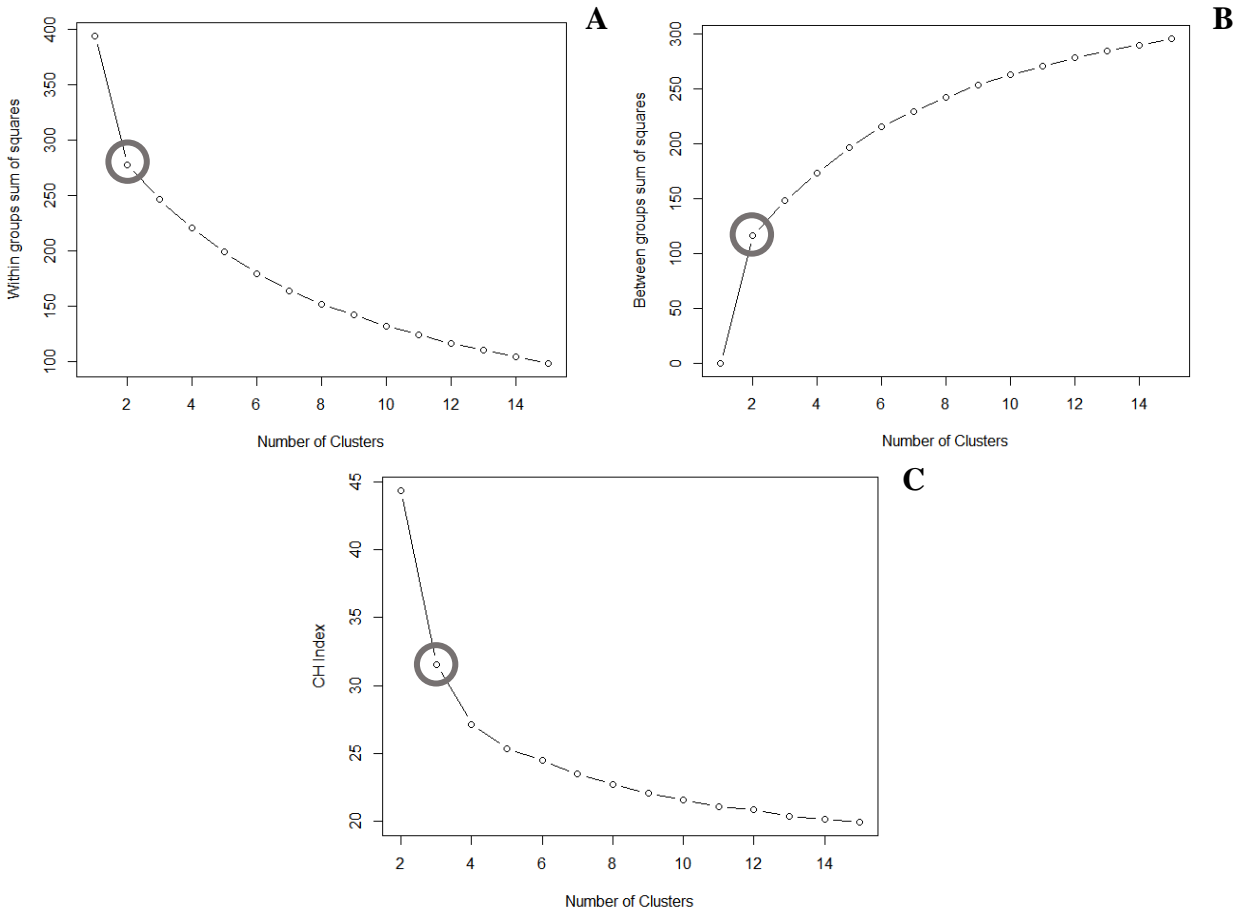 A
Within groups sum of squares
400
350
300
250
200
150
100
2 4 6 8 10 12 14
Number of Clusters
B
Between groups sum of squares
300
250
200
150
100
50
0
2 4 6 8 10 12 14
Number of Clusters
C
CH Index
45
40
35
30
25
20
2 4 6 8 10 12 14
Number of Clusters